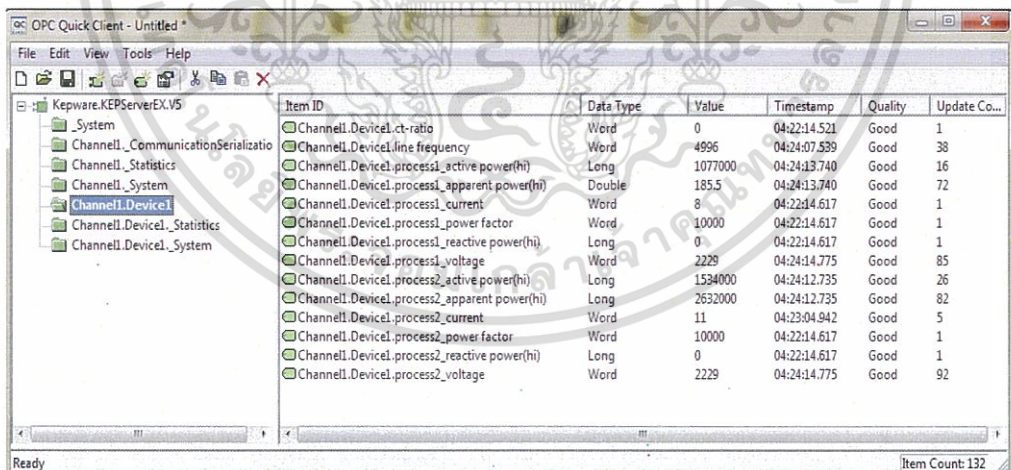 OPC Quick Client - Untitled *
File Edit View Tools Help
Kepware.KEPServerEX.V5
_System
Channel1._CommunicationSerializatio
Channel1._Statistics
Channel1._System
Channel1.Device1
Channel1.Device1._Statistics
Channel1.Device1._System
Item ID Data Type Value Timestamp Quality Update Co...
Channel1.Device1.ct-ratio Word 0 04:22:14.521 Good 1
Channel1.Device1.line frequency Word 4996 04:24:07.539 Good 38
Channel1.Device1.process1_active power(hi) Long 1077000 04:24:13.740 Good 16
Channel1.Device1.process1_apparent power(hi) Double 185.5 04:24:13.740 Good 72
Channel1.Device1.process1_current Word 8 04:22:14.617 Good 1
Channel1.Device1.process1_power factor Word 10000 04:22:14.617 Good 1
Channel1.Device1.process1_reactive power(hi) Long 0 04:22:14.617 Good 1
Channel1.Device1.process1_voltage Word 2229 04:24:14.775 Good 85
Channel1.Device1.process2_active power(hi) Long 1534000 04:24:12.735 Good 26
Channel1.Device1.process2_apparent power(hi) Long 2632000 04:24:12.735 Good 82
Channel1.Device1.process2_current Word 11 04:23:04.942 Good 5
Channel1.Device1.process2_power factor Word 10000 04:22:14.617 Good 1
Channel1.Device1.process2_reactive power(hi) Long 0 04:22:14.617 Good 1
Channel1.Device1.process2_voltage Word 2229 04:24:14.775 Good 92
Ready Item Count: 132